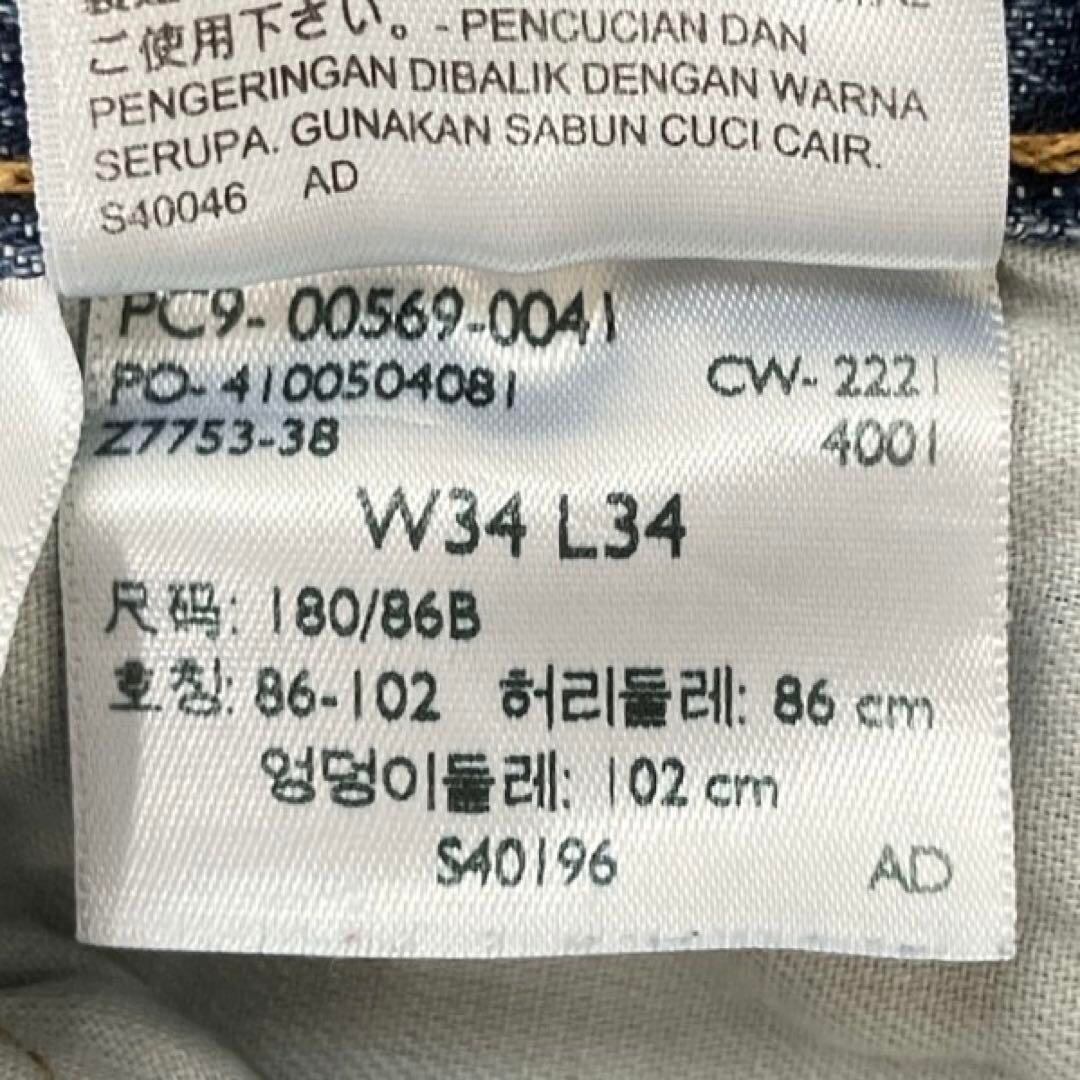 ご使用下さい。- PENCUCIAN DAN
PENGERINGAN DIBALIK DENGAN WARNA
SERUPA. GUNAKAN SABUN CUCI CAIR.
S40046 AD
PC9- 00569-0041
PO- 4100504081 CW- 2221
Z7753-38 4001
W34 L34
尺码: 180/86B
호칭: 86-102 허리둘레: 86 cm
엉덩이둘레: 102 cm
S40196 AD